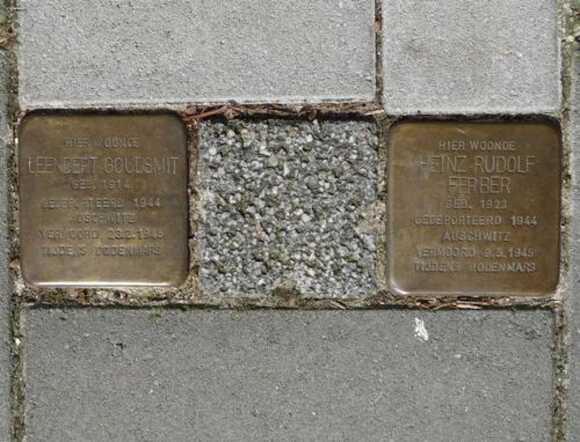 HIER WOONDE
LEENDERT GOUDSMIT
GEB. 1914
GEDEPORTEERD 1944
AUSCHWITZ
VERMOORD 23.2.1945
TIJDENS DODENMARS
HIER WOONDE
HEINZ RUDOLF
FERBER
GEB. 1923
GEDEPORTEERD 1944
AUSCHWITZ
VERMOORD 9.3.1945
TIJDENS DODENMARS